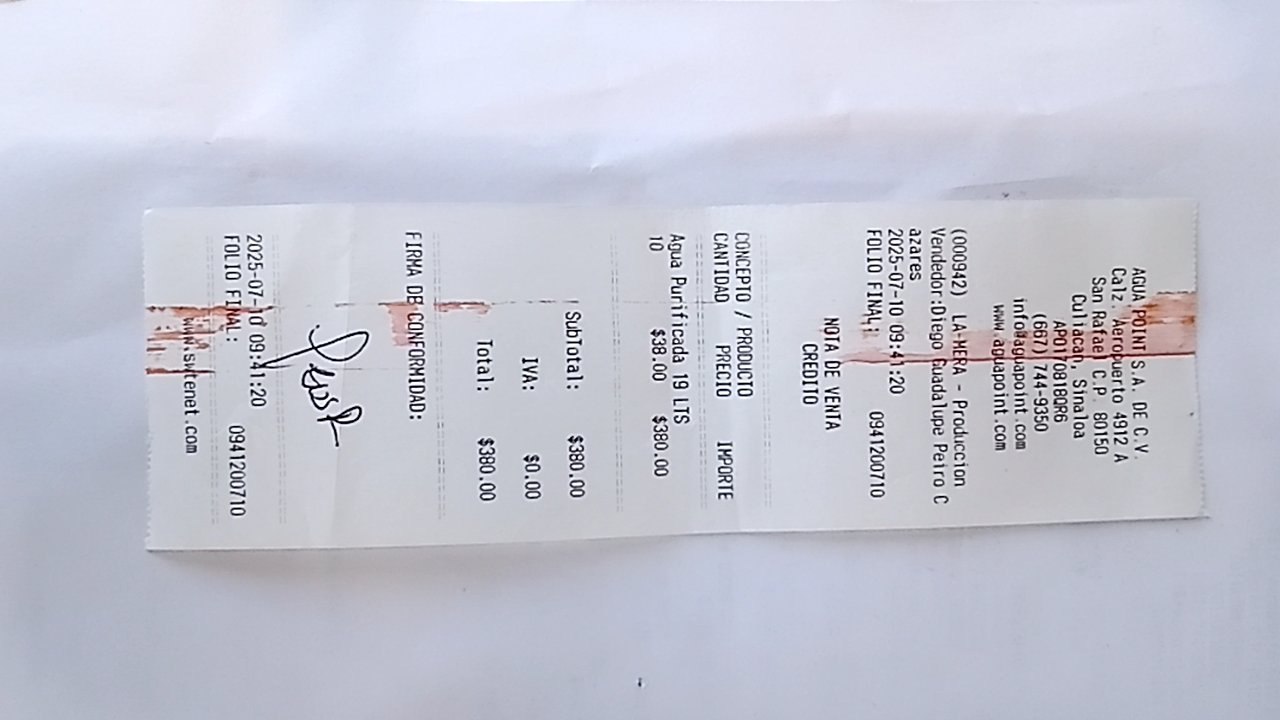 AGUA POINT S.A. DE C.V
Calz. Aeropuerto 4912 A
San Rafael C.P. 80150
Culiacan, Sinaloa
APO170818QR6
(667) 744-9350
info@aguapoint.com
www.aguapoint.com
(000942) LA-MERA - Produccion
Vendedor:Diego Guadalupe Peiro C
azares
2025-07-10 09:41:20
FOLIO FINAL: 0941200710
NOTA DE VENTA
CREDITO
CONCEPTO / PRODUCTO
CANTIDAD PRECIO IMPORTE
Agua Purificada 19 LTS
10 $38.00 $380.00
SubTotal: $380.00
IVA: $0.00
Total: $380.00
FIRMA DE CONFORMIDAD:
2025-07-10 09:41:20
FOLIO FINAL: 0941200710
www.swtenet.com